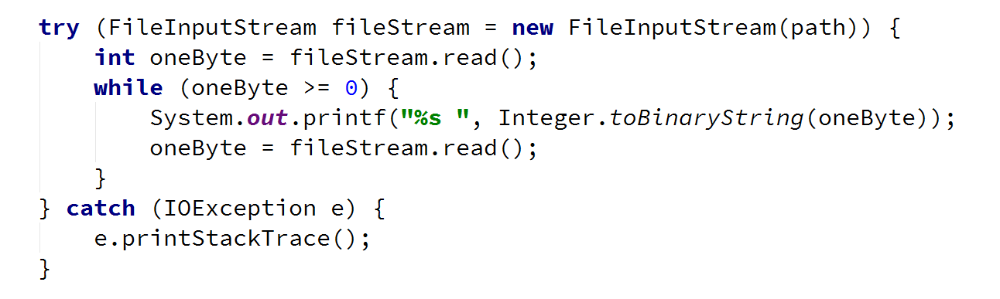 try (FileInputStream fileStream = new FileInputStream(path)) {
    int oneByte = fileStream.read();
    while (oneByte >= 0) {
        System.out.printf("%s ", Integer.toBinaryString(oneByte));
        oneByte = fileStream.read();
    }
} catch (IOException e) {
    e.printStackTrace();
}